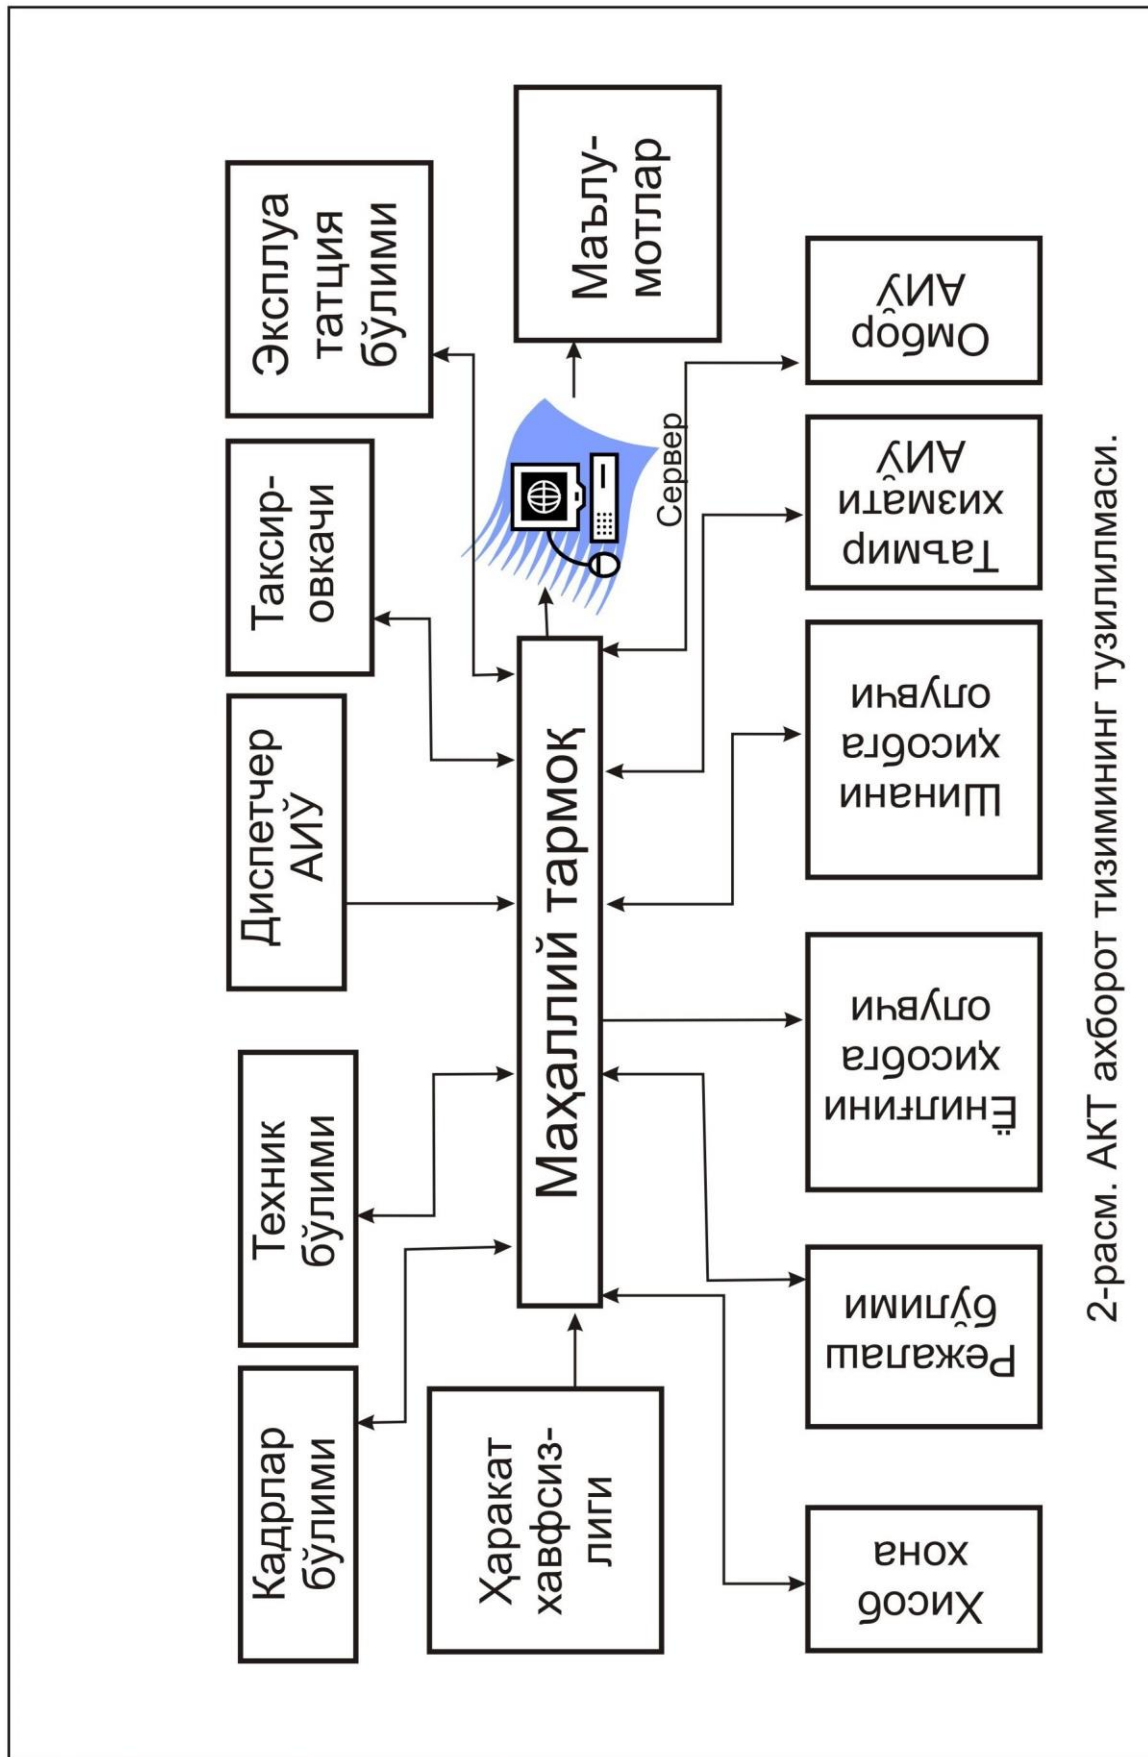 Кадрлар
бўлими
Техник
бўлими
Диспетчер
АИЎ
Таксир-
овкачи
Эксплуа
татция
бўлими
Ҳаракат
хавфсиз-
лиги
Маҳаллий тармоқ
Сервер
Маълу-
мотлар
Хисоб
хона
Режалаш
бўлими
Ёнилғини
ҳисобга
олувчи
Шинани
ҳисобга
олувчи
Таъмир
хизмати
АИЎ
Омбор
АИЎ
2-расм. АКТ ахборот тизимининг тузилилмаси.